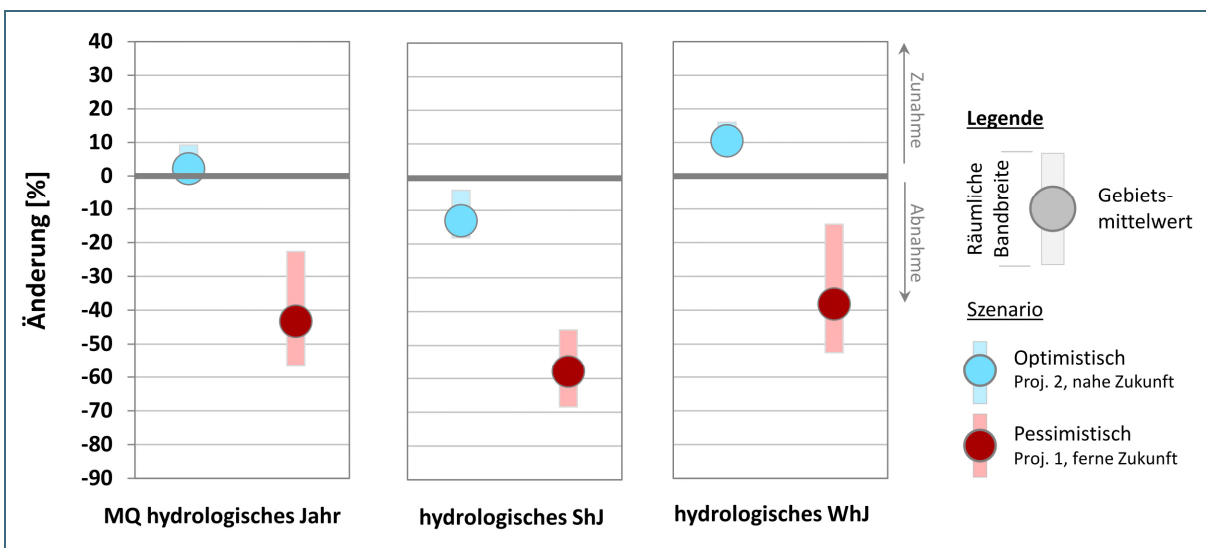 Änderung [%]
40
30
20
10
0
-10
-20
-30
-40
-50
-60
-70
-80
-90
MQ hydrologisches Jahr
hydrologisches ShJ
hydrologisches WhJ
Zunahme
Abnahme
Legende
Räumliche
Bandbreite
Gebiets-
mittelwert
Szenario
Optimistisch
Proj. 2, nahe Zukunft
Pessimistisch
Proj. 1, ferne Zukunft